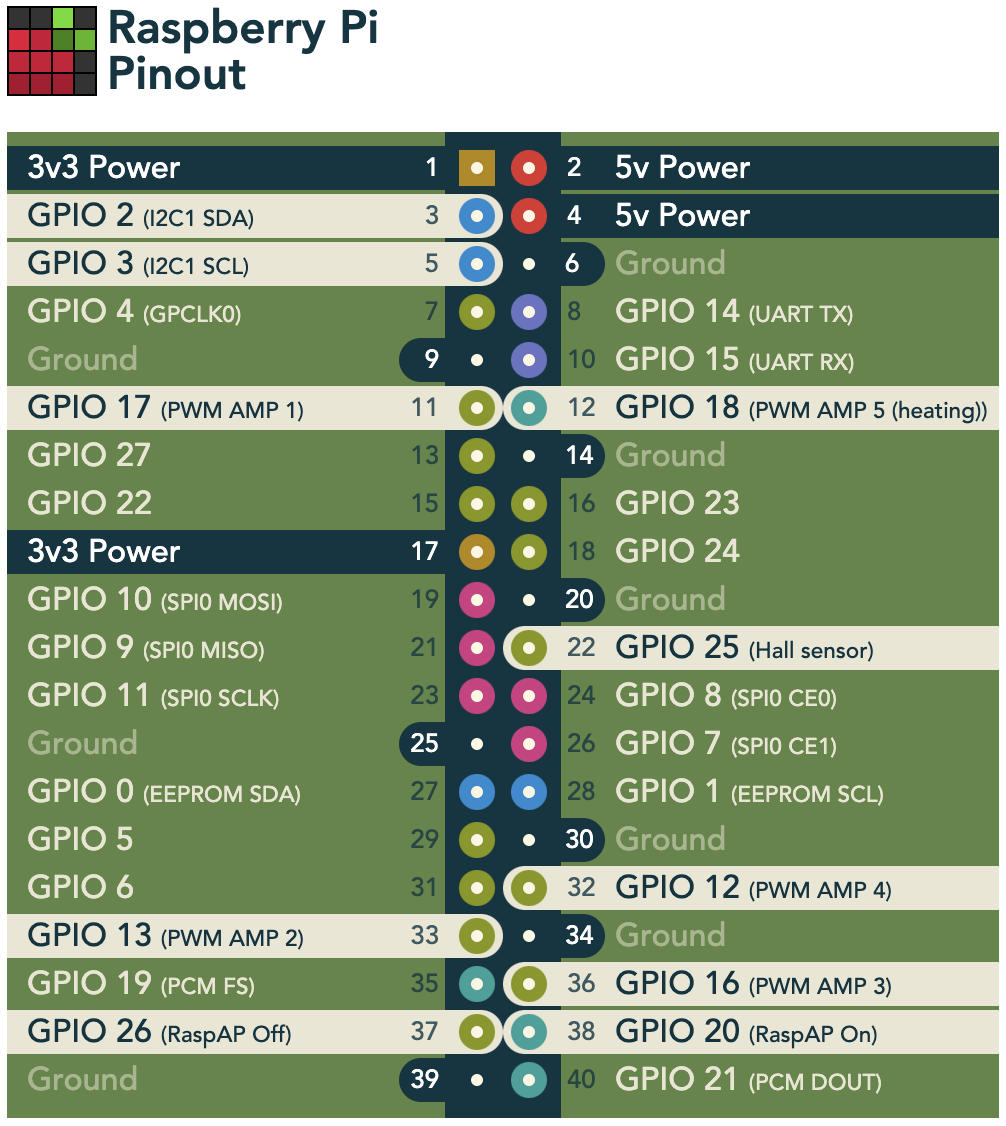 Raspberry Pi
Pinout
3v3 Power 1 2 5v Power
GPIO 2 (I2C1 SDA) 3 4 5v Power
GPIO 3 (I2C1 SCL) 5 6 Ground
GPIO 4 (GPCLK0) 7 8 GPIO 14 (UART TX)
Ground 9 10 GPIO 15 (UART RX)
GPIO 17 (PWM AMP 1) 11 12 GPIO 18 (PWM AMP 5 (heating))
GPIO 27 13 14 Ground
GPIO 22 15 16 GPIO 23
3v3 Power 17 18 GPIO 24
GPIO 10 (SPI0 MOSI) 19 20 Ground
GPIO 9 (SPI0 MISO) 21 22 GPIO 25 (Hall sensor)
GPIO 11 (SPI0 SCLK) 23 24 GPIO 8 (SPI0 CE0)
Ground 25 26 GPIO 7 (SPI0 CE1)
GPIO 0 (EEPROM SDA) 27 28 GPIO 1 (EEPROM SCL)
GPIO 5 29 30 Ground
GPIO 6 31 32 GPIO 12 (PWM AMP 4)
GPIO 13 (PWM AMP 2) 33 34 Ground
GPIO 19 (PCM FS) 35 36 GPIO 16 (PWM AMP 3)
GPIO 26 (RaspAP Off) 37 38 GPIO 20 (RaspAP On)
Ground 39 40 GPIO 21 (PCM DOUT)